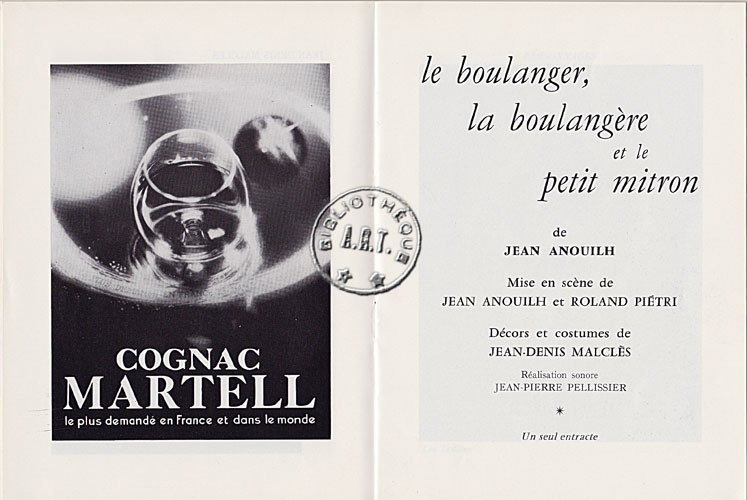 COGNAC
MARTELL
le plus demandé en France et dans le monde
BIBLIOTHÈQUE
A.R.T.
le boulanger,
la boulangère
et le
petit mitron
de
JEAN ANOUILH
Mise en scène de
JEAN ANOUILH et ROLAND PIÉTRI
Décors et costumes de
JEAN-DENIS MALCLÈS
Réalisation sonore
JEAN-PIERRE PELLISSIER
*
Un seul entracte